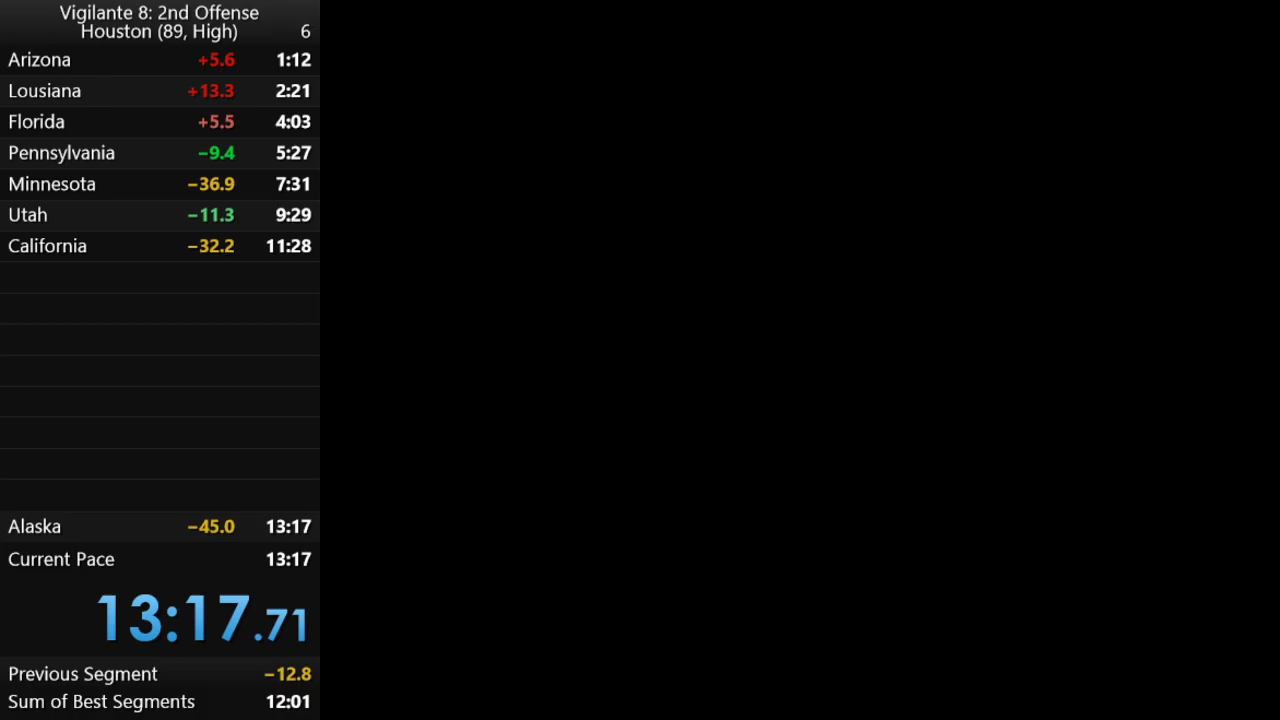 Vigilante 8: 2nd Offense
Houston (89, High) 6
Arizona +5.6 1:12
Lousiana +13.3 2:21
Florida +5.5 4:03
Pennsylvania −9.4 5:27
Minnesota −36.9 7:31
Utah −11.3 9:29
California −32.2 11:28
Alaska −45.0 13:17
Current Pace 13:17
13:17.71
Previous Segment −12.8
Sum of Best Segments 12:01